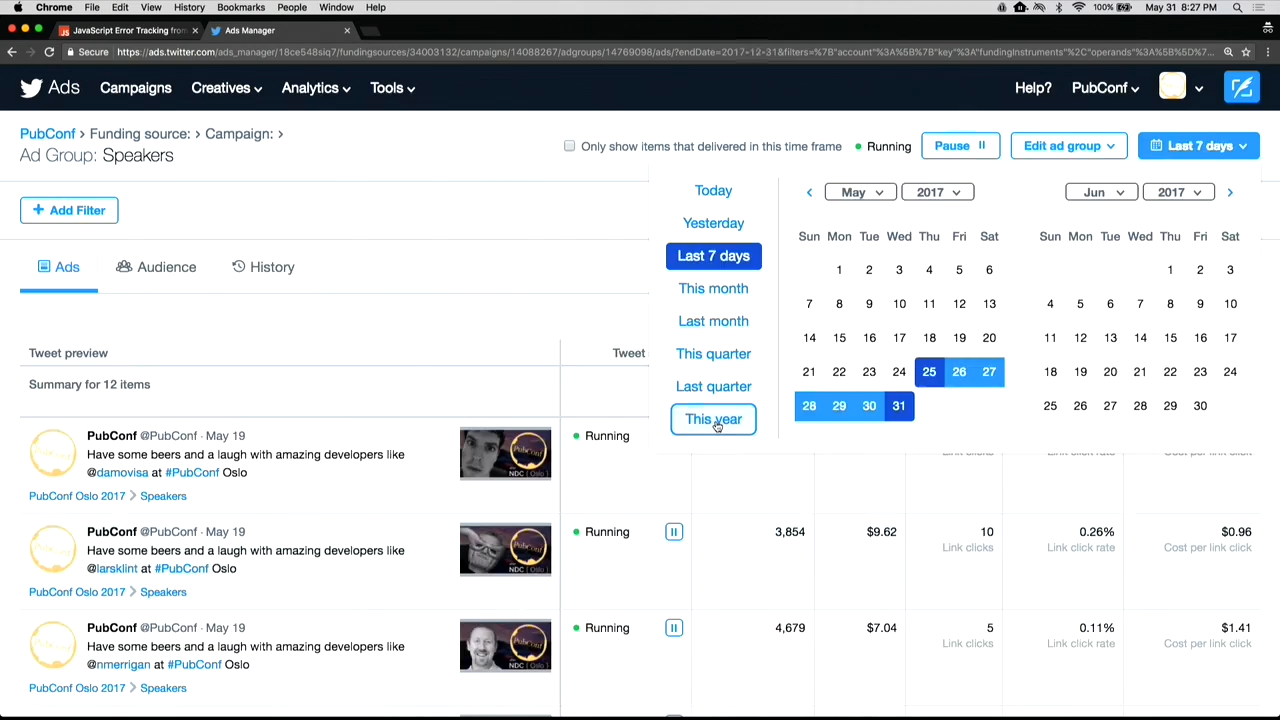 Chrome File Edit View History Bookmarks People Window Help 100% May 31 8:27 PM
JavaScript Error Tracking from × Ads Manager ×
Secure https://ads.twitter.com/ads_manager/18ce548siq7/fundingsources/34003132/campaigns/14088267/adgroups/14769098/ads/?endDate=2017-12-31&filters=%7B"account"%3A%5B%7B"key"%3A"fundingInstruments"%2C"operands"%3A%5B%5D%7...
Ads Campaigns Creatives Analytics Tools Help? PubConf
PubConf > Funding source: > Campaign: >
Ad Group: Speakers
Only show items that delivered in this time frame Running Pause Edit ad group Last 7 days
+ Add Filter
Ads Audience History
Today
Yesterday
Last 7 days
This month
Last month
This quarter
Last quarter
This year
May 2017
Sun Mon Tue Wed Thu Fri Sat
1 2 3 4 5 6
7 8 9 10 11 12 13
14 15 16 17 18 19 20
21 22 23 24 25 26 27
28 29 30 31
Jun 2017
Sun Mon Tue Wed Thu Fri Sat
1 2 3
4 5 6 7 8 9 10
11 12 13 14 15 16 17
18 19 20 21 22 23 24
25 26 27 28 29 30
Tweet preview Tweet
Summary for 12 items
PubConf @PubConf · May 19
Have some beers and a laugh with amazing developers like
@damovisa at #PubConf Oslo
PubConf Oslo 2017 > Speakers
PubConf
NDC { Oslo }
Running
Link clicks Link click rate Cost per link click
PubConf @PubConf · May 19
Have some beers and a laugh with amazing developers like
@larsklint at #PubConf Oslo
PubConf Oslo 2017 > Speakers
PubConf
NDC { Oslo }
Running 3,854 $9.62 10 0.26% $0.96
Link clicks Link click rate Cost per link click
PubConf @PubConf · May 19
Have some beers and a laugh with amazing developers like
@nmerrigan at #PubConf Oslo
PubConf Oslo 2017 > Speakers
PubConf
NDC { Oslo }
Running 4,679 $7.04 5 0.11% $1.41
Link clicks Link click rate Cost per link click